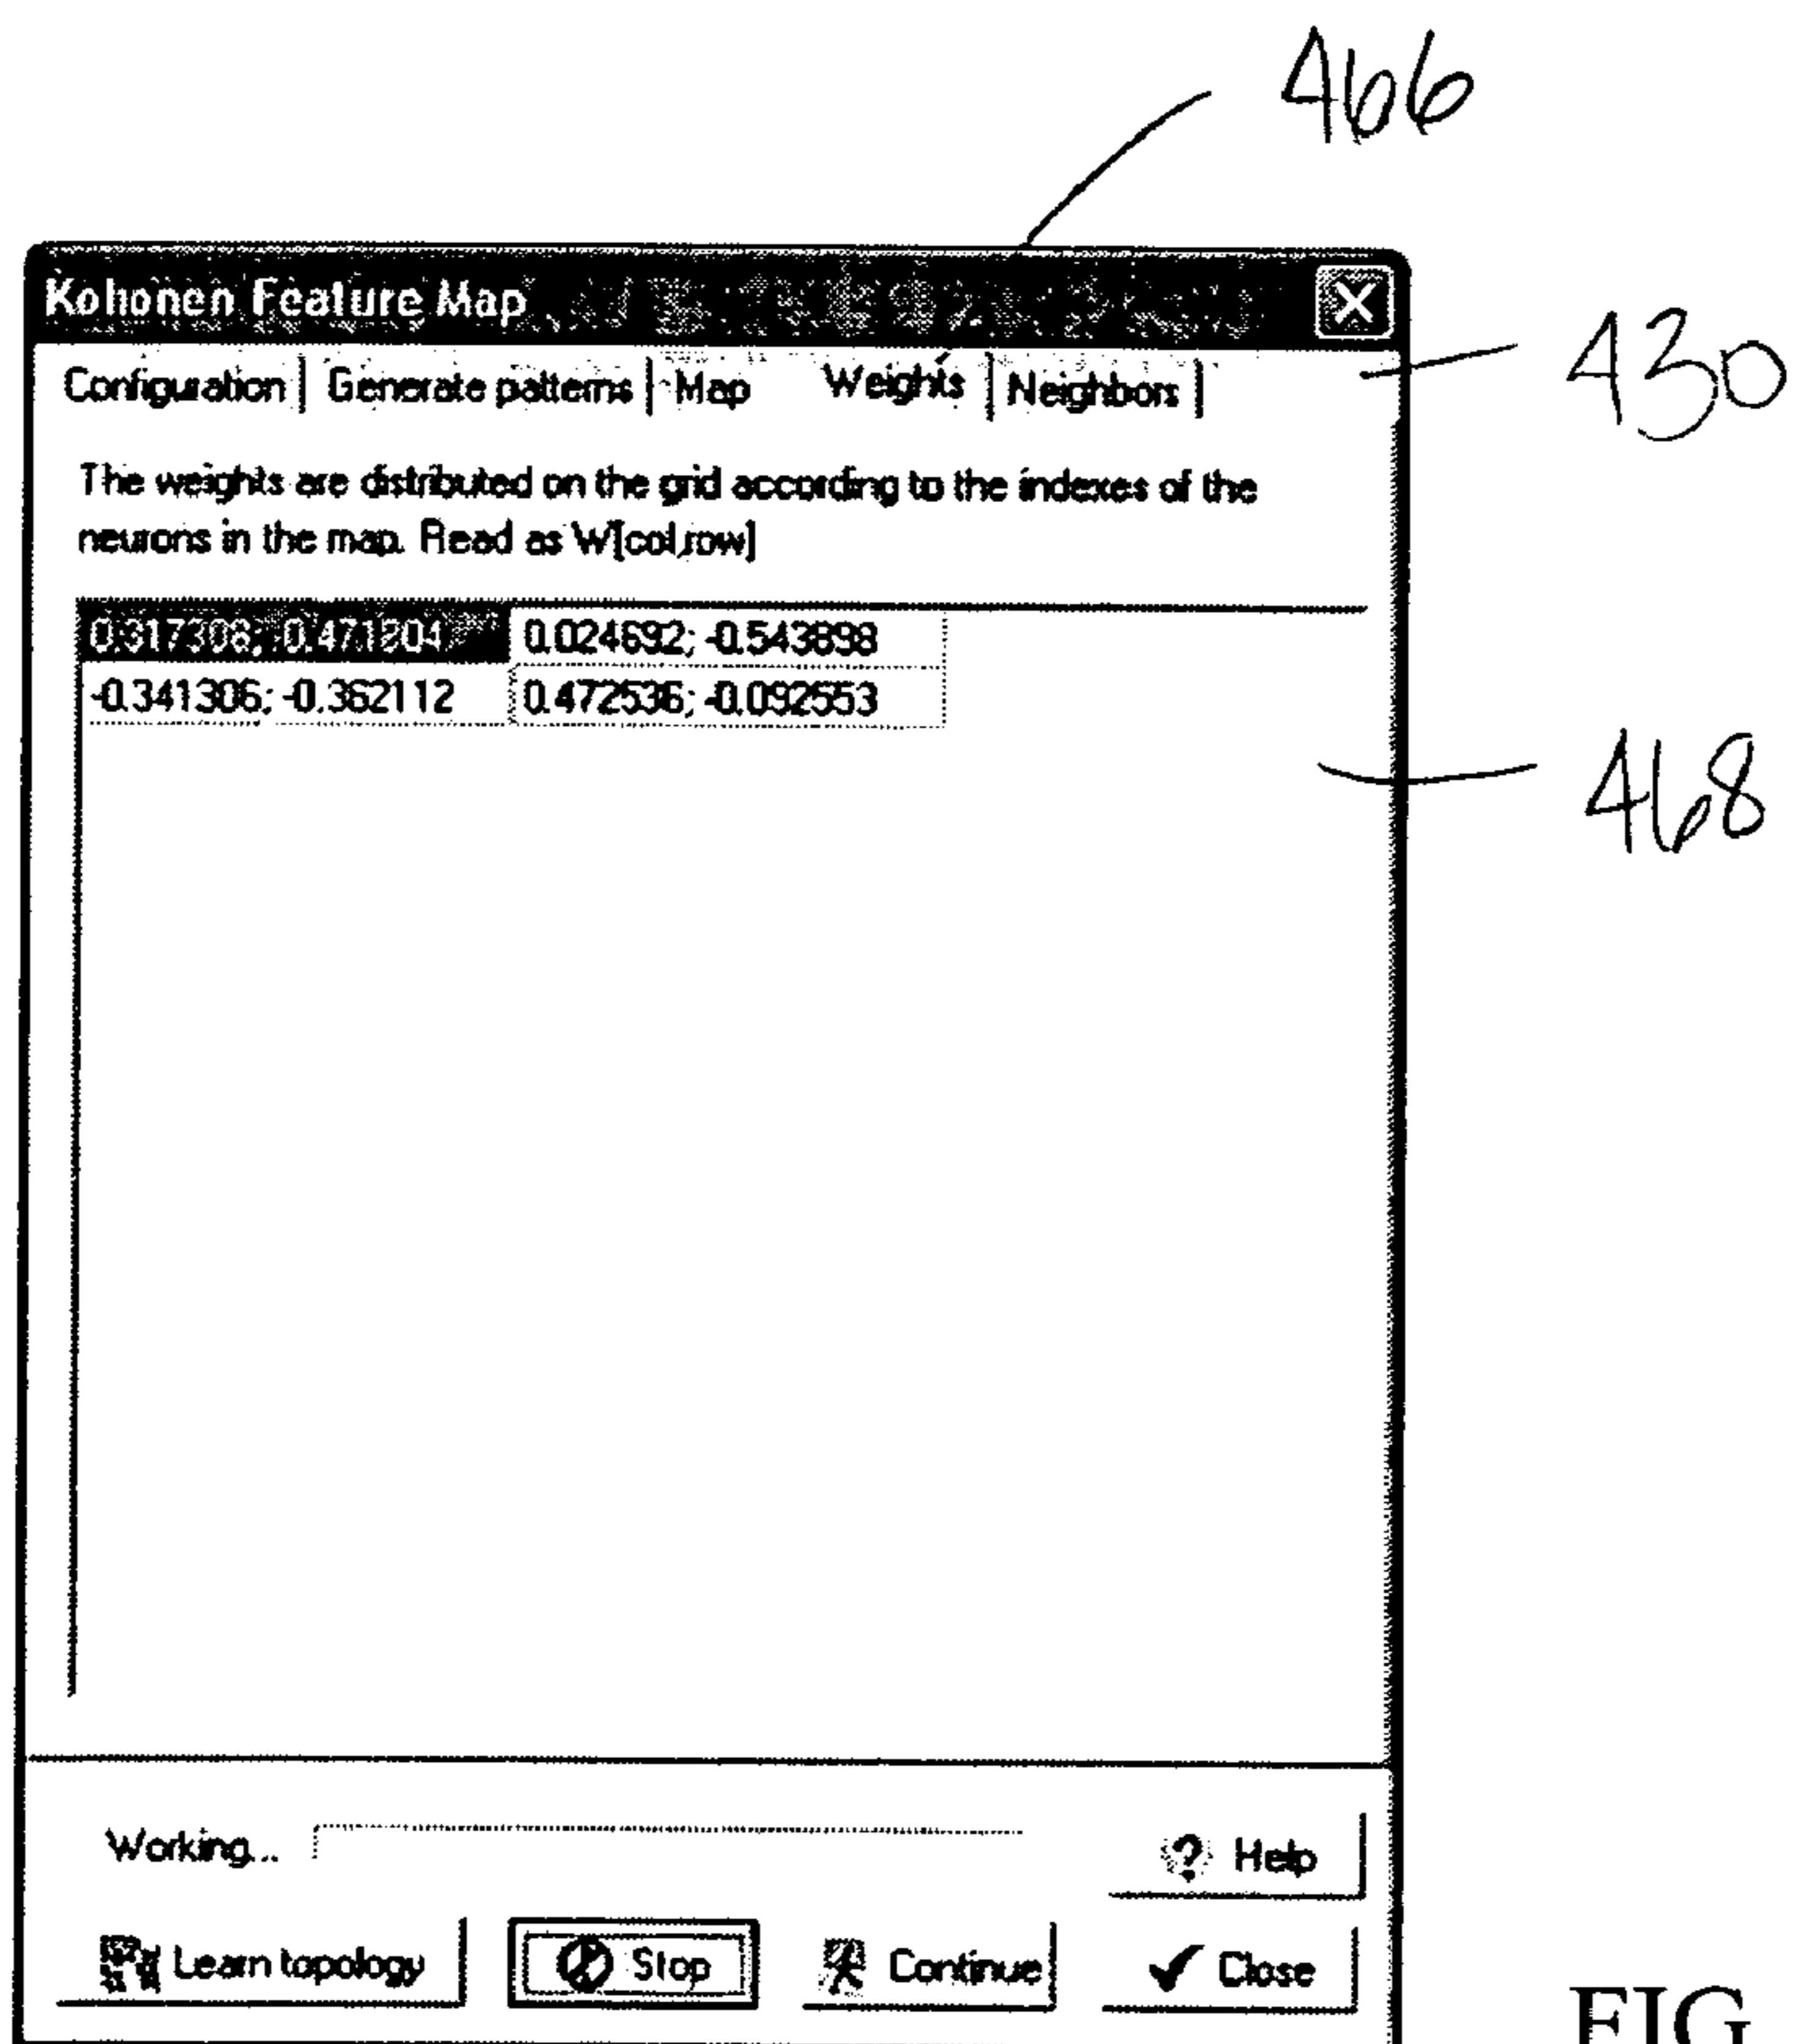 466
Kohonen Feature Map
430
Configuration Generate patterns Map Weights Neighbors
The weights are distributed on the grid according to the indexes of the
neurons in the map. Read as W[col,row]
0.317308; -0.471204 0.024692; -0.543898
-0.341306; -0.362112 0.472536; -0.092553
468
Working... ? Help
Learn topology Stop Continue Close
FIG